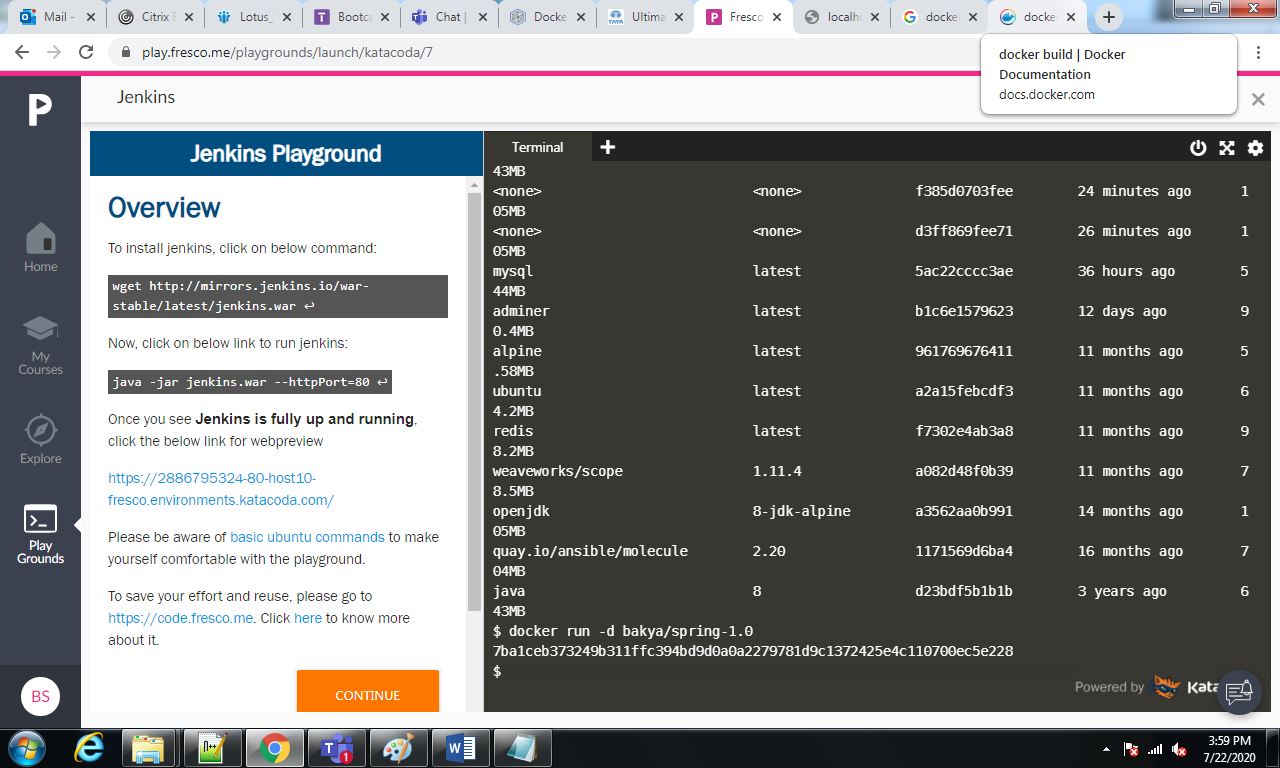 Mail -
Citrix
Lotus_
Bootca
Chat
Docke
Ultima
Fresco
localh
docker
docker
play.fresco.me/playgrounds/launch/katacoda/7
docker build | Docker
Documentation
docs.docker.com
Jenkins
Home
My
Courses
Explore
Play
Grounds
BS
Jenkins Playground
Overview
To install jenkins, click on below command:
wget http://mirrors.jenkins.io/war-
stable/latest/jenkins.war ↩
Now, click on below link to run jenkins:
java -jar jenkins.war --httpPort=80 ↩
Once you see Jenkins is fully up and running,
click the below link for webpreview
https://2886795324-80-host10-
fresco.environments.katacoda.com/
Please be aware of basic ubuntu commands to make
yourself comfortable with the playground.
To save your effort and reuse, please go to
https://code.fresco.me. Click here to know more
about it.
CONTINUE
Terminal
43MB
<none> <none> f385d0703fee 24 minutes ago 1
05MB
<none> <none> d3ff869fee71 26 minutes ago 1
05MB
mysql latest 5ac22cccc3ae 36 hours ago 5
44MB
adminer latest b1c6e1579623 12 days ago 9
0.4MB
alpine latest 961769676411 11 months ago 5
.58MB
ubuntu latest a2a15febcdf3 11 months ago 6
4.2MB
redis latest f7302e4ab3a8 11 months ago 9
8.2MB
weaveworks/scope 1.11.4 a082d48f0b39 11 months ago 7
8.5MB
openjdk 8-jdk-alpine a3562aa0b991 14 months ago 1
05MB
quay.io/ansible/molecule 2.20 1171569d6ba4 16 months ago 7
04MB
java 8 d23bdf5b1b1b 3 years ago 6
43MB
$ docker run -d bakya/spring-1.0
7ba1ceb373249b311ffc394bd9d0a0a2279781d9c1372425e4c110700ec5e228
$
Powered by Kata
3:59 PM
7/22/2020